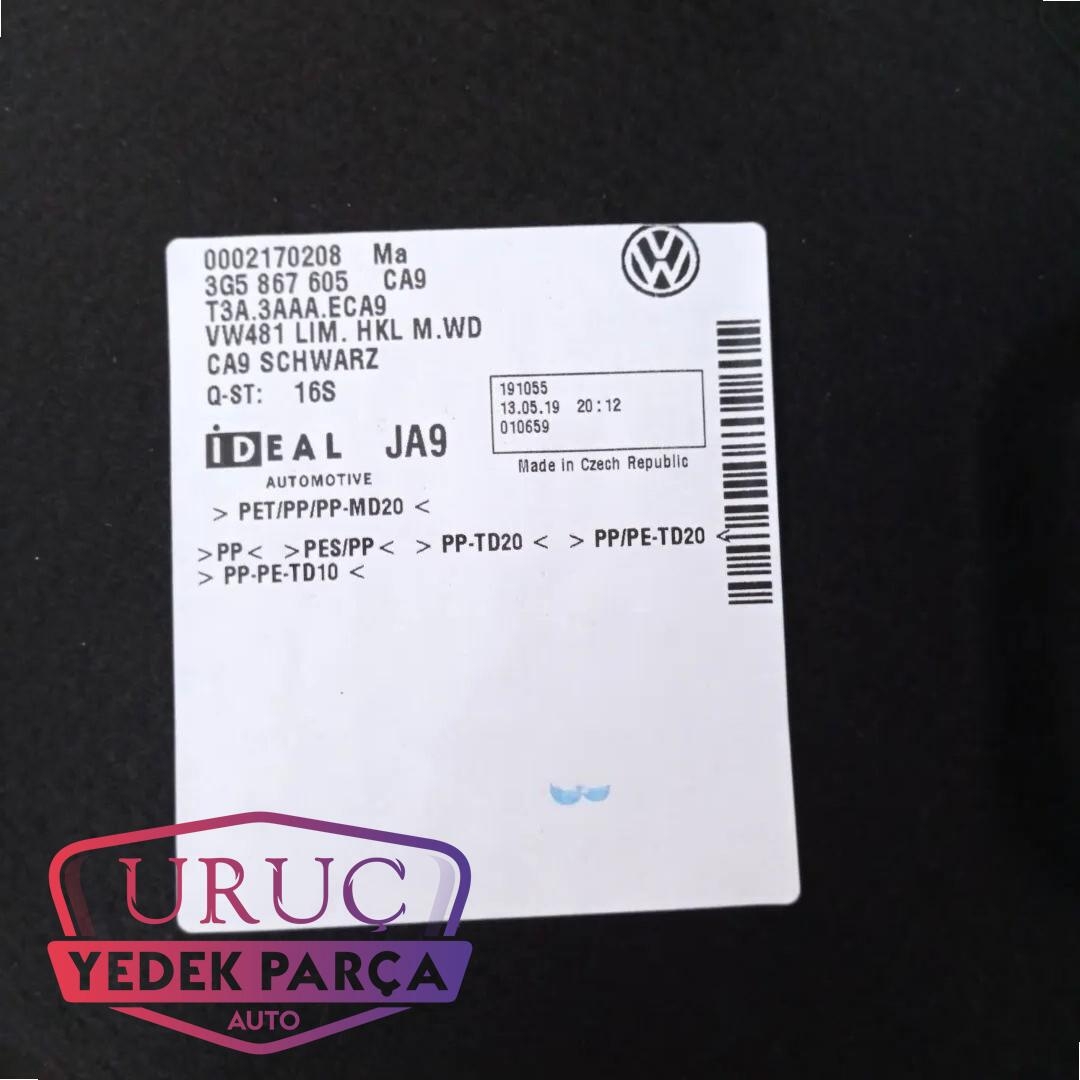 0002170208 Ma
3G5 867 605 CA9
T3A.3AAA.ECA9
VW481 LIM. HKL M.WD
CA9 SCHWARZ
Q-ST: 16S
191055
13.05.19 20:12
010659
Made in Czech Republic
iDEAL JA9
AUTOMOTIVE
> PET/PP/PP-MD20 <
>PP< >PES/PP< > PP-TD20 < > PP/PE-TD20 <
> PP-PE-TD10 <
URUÇ
YEDEK PARÇA
AUTO